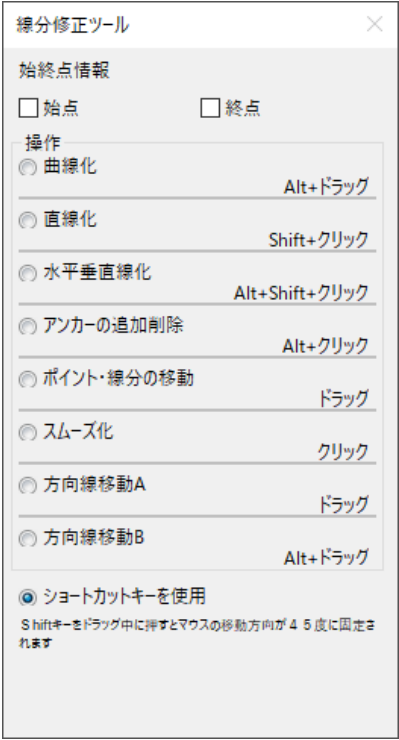 線分修正ツール
始終点情報
始点 終点
操作
曲線化
Alt+ドラッグ
直線化
Shift+クリック
水平垂直線化
Alt+Shift+クリック
アンカーの追加削除
Alt+クリック
ポイント・線分の移動
ドラッグ
スムーズ化
クリック
方向線移動A
ドラッグ
方向線移動B
Alt+ドラッグ
ショートカットキーを使用
Shiftキーをドラッグ中に押すとマウスの移動方向が４５度に固定さ
れます